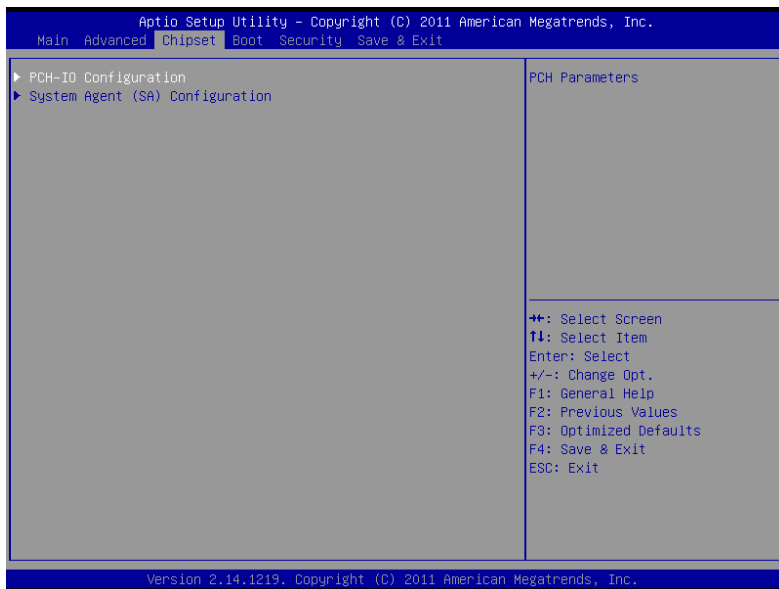 Aptio Setup Utility - Copyright (C) 2011 American Megatrends, Inc.
Main Advanced Chipset Boot Security Save & Exit
PCH-IO Configuration
System Agent (SA) Configuration
PCH Parameters
→←: Select Screen
↑↓: Select Item
Enter: Select
+/-: Change Opt.
F1: General Help
F2: Previous Values
F3: Optimized Defaults
F4: Save & Exit
ESC: Exit
Version 2.14.1219. Copyright (C) 2011 American Megatrends, Inc.